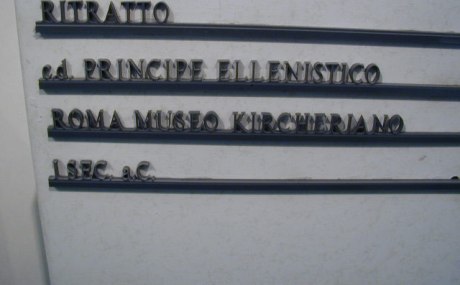 RITRATTO
c.d. PRINCIPE ELLENISTICO
ROMA MUSEO KIRCHERIANO
I SEC. a.C.